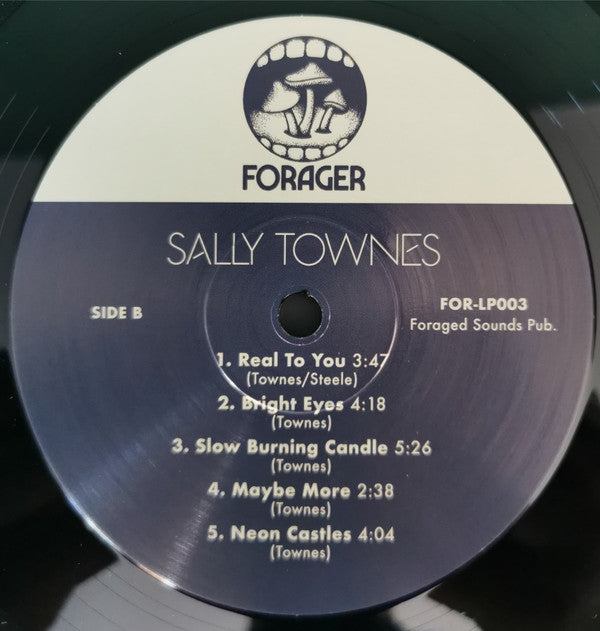 FORAGER
SALLY TOWNES
SIDE B
FOR-LP003
Foraged Sounds Pub.
1. Real To You 3:47
(Townes/Steele)
2. Bright Eyes 4:18
(Townes)
3. Slow Burning Candle 5:26
(Townes)
4. Maybe More 2:38
(Townes)
5. Neon Castles 4:04
(Townes)